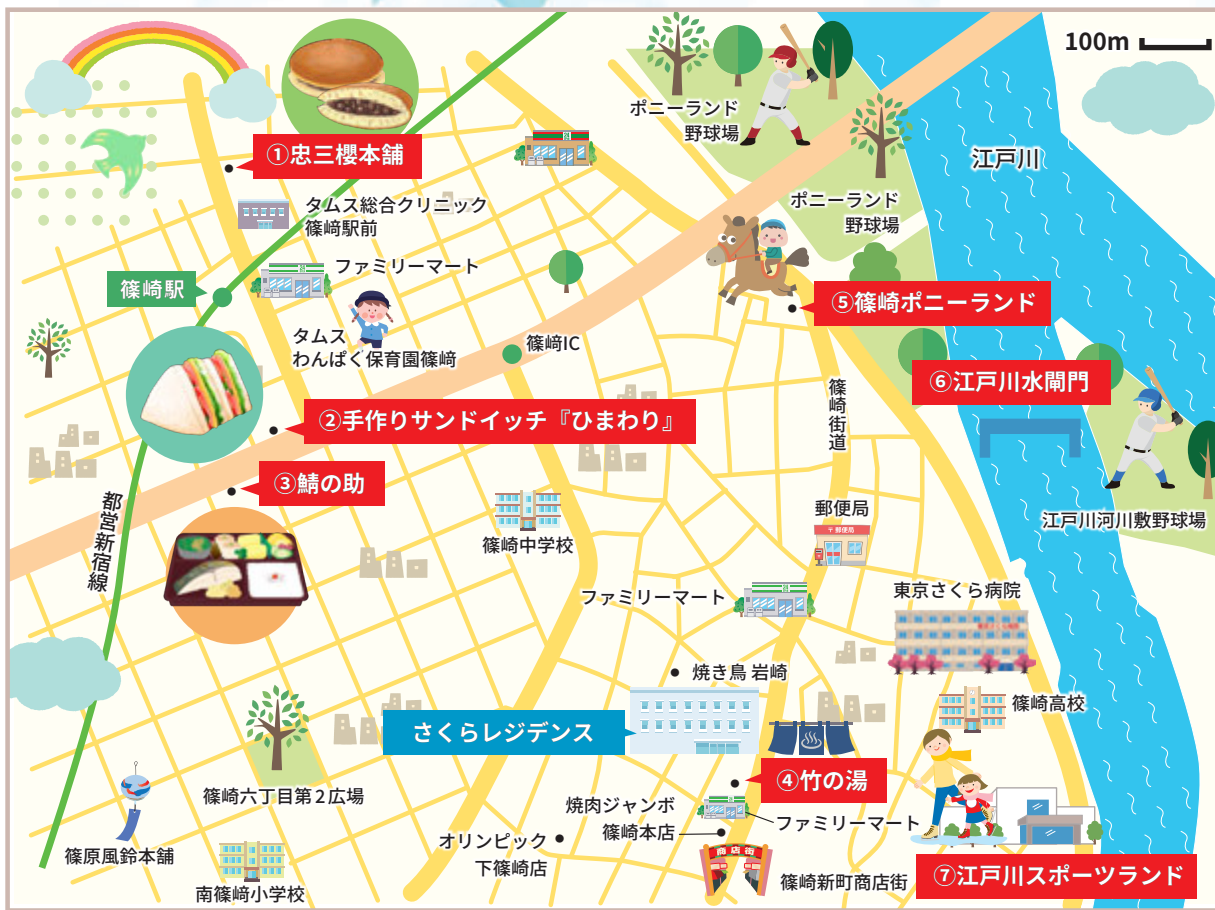 100m
ポニーランド
野球場
①忠三櫻本舗
江戸川
タムス総合クリニック
篠﨑駅前
ポニーランド
野球場
ファミリーマート
篠崎駅
⑤篠崎ポニーランド
タムス
わんぱく保育園篠﨑
篠﨑IC
⑥江戸川水閘門
篠崎街道
②手作りサンドイッチ『ひまわり』
③鯖の助
都営新宿線
郵便局
〒郵便局
江戸川河川敷野球場
篠崎中学校
ファミリーマート
東京さくら病院
焼き鳥 岩崎
篠崎高校
さくらレジデンス
④竹の湯
篠崎六丁目第2広場
焼肉ジャンボ
篠崎本店
ファミリーマート
オリンピック
下篠崎店
篠原風鈴本舗
商店街
篠崎新町商店街
⑦江戸川スポーツランド
南篠﨑小学校